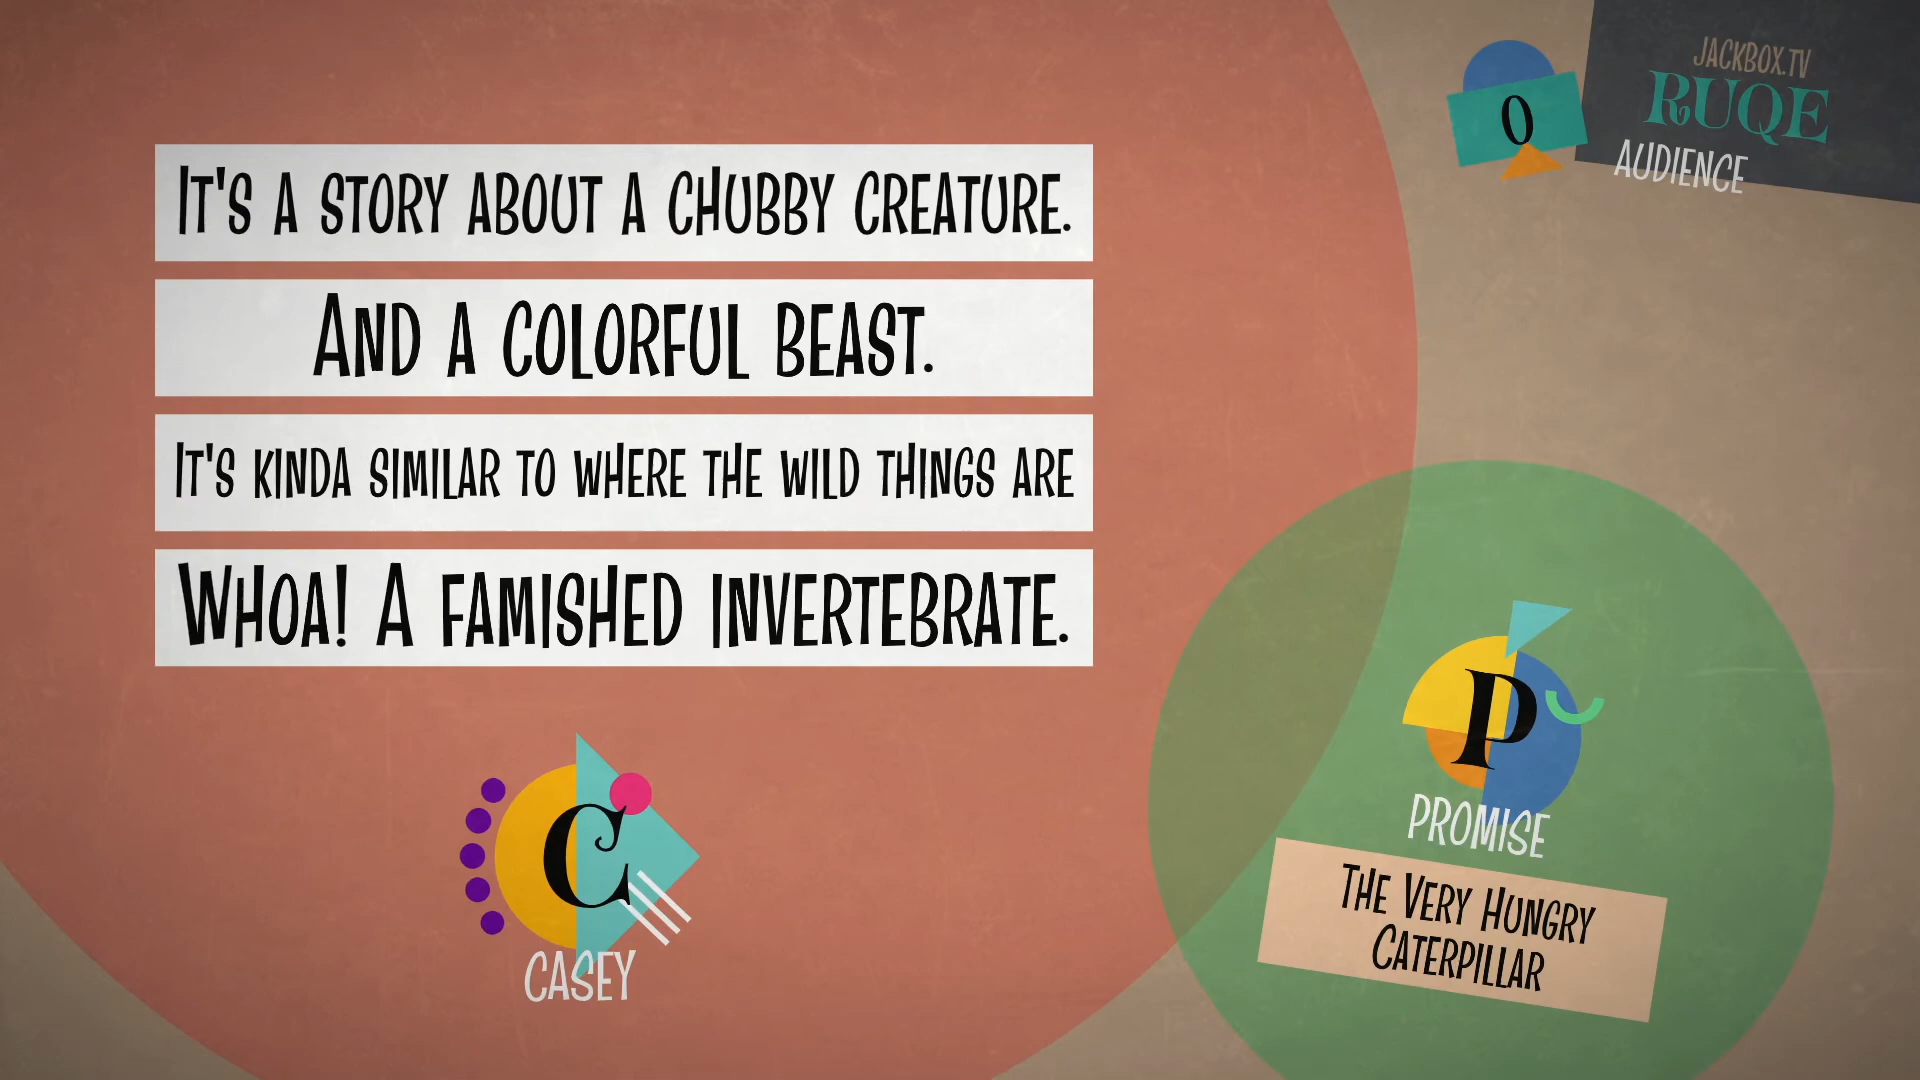 JACKBOX.TV
RUQE
0
AUDIENCE
It's a story about a chubby creature.
And a colorful beast.
It's kinda similar to where the wild things are
Whoa! A famished invertebrate.
C
CASEY
P
PROMISE
The Very Hungry
Caterpillar